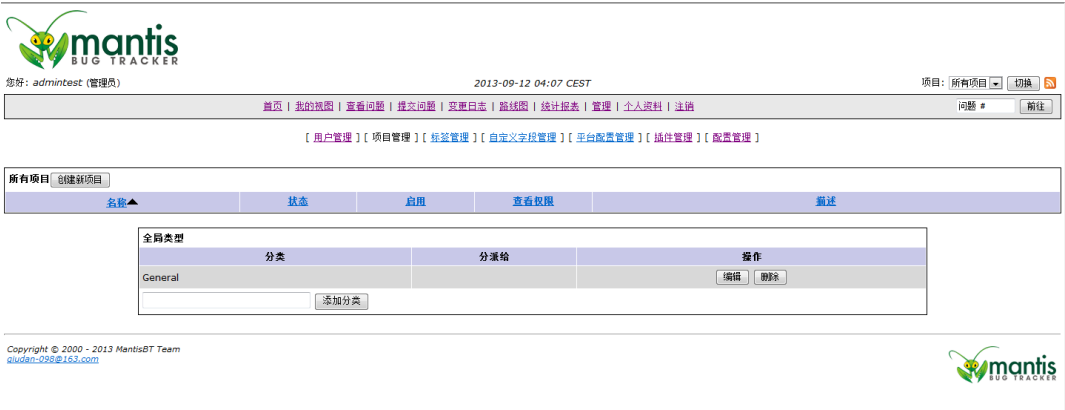 mantis
BUG TRACKER
您好: admintest (管理员) 2013-09-12 04:07 CEST 项目: 所有项目 切换
首页 | 我的视图 | 查看问题 | 提交问题 | 变更日志 | 路线图 | 统计报表 | 管理 | 个人资料 | 注销 问题 # 前往
[ 用户管理 ] [ 项目管理 ] [ 标签管理 ] [ 自定义字段管理 ] [ 平台配置管理 ] [ 插件管理 ] [ 配置管理 ]
所有项目 创建新项目
名称 状态 启用 查看权限 描述
全局类型
分类 分派给 操作
General 编辑 删除
添加分类
Copyright © 2000 - 2013 MantisBT Team
qiudan-098@163.com
mantis
BUG TRACKER